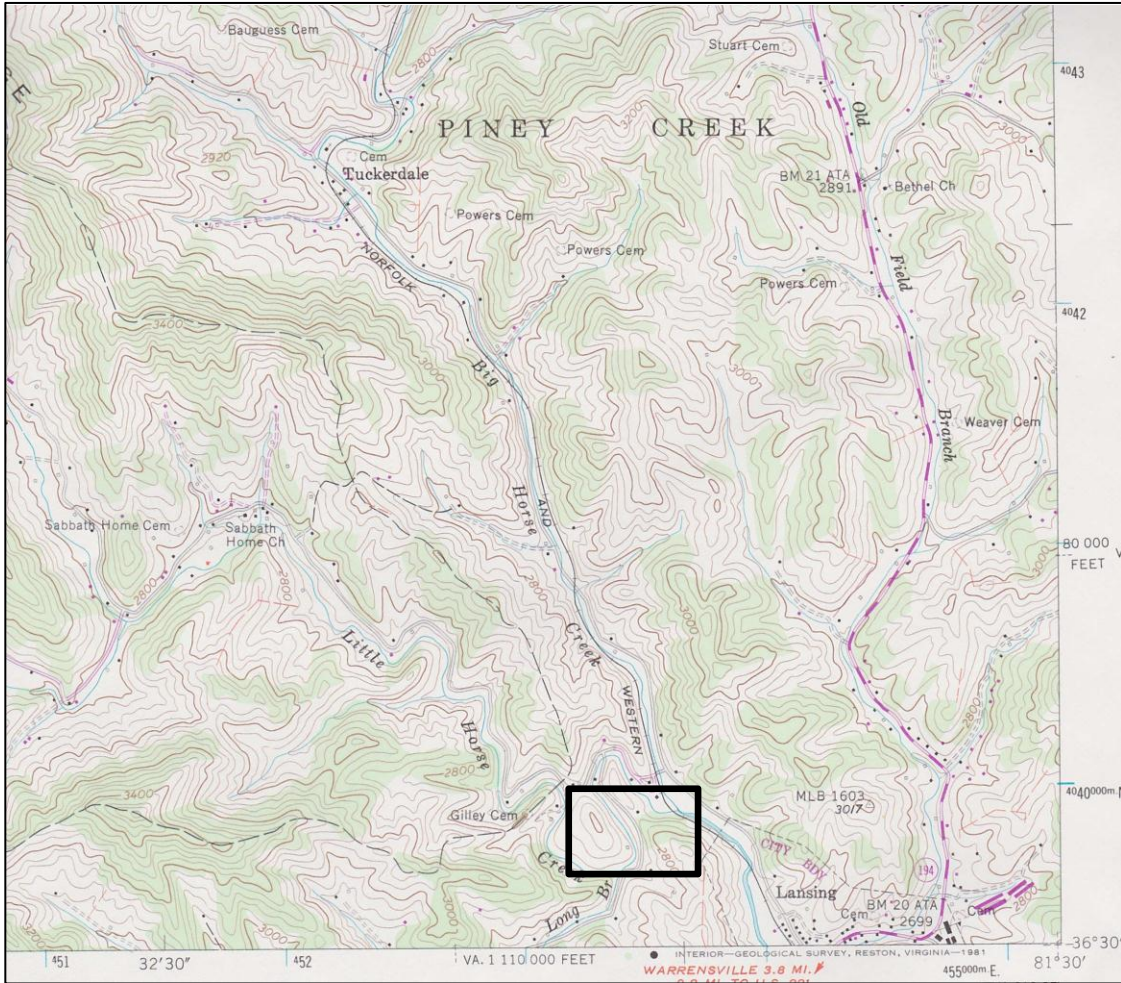 Bauguess Cem
2800
Stuart Cem
4043
PINEY CREEK
3200
3000
Old
2920
Cem
Tuckerdale
BM 21 ATA
2891
Bethel Ch
Powers Cem
Powers Cem
NORFOLK
Powers Cem
Field
4042
3400
3000
Big
3000
Branch
Weaver Cem
Horse
AND
Sabbath Home Cem
Sabbath
Home Ch
80 000
FEET
2800
2800
3000
3000
Little
Creek
WESTERN
2800
Horse
2800
4040000m.N
3400
MLB 1603
3017
Gilley Cem
CITY BDY
Creek
194
Lansing
BM 20 ATA
2699
Cem
Cem
2800
Long Br
3000
3200
3000
36°30'
451
32'30"
452
VA. 1 110 000 FEET
INTERIOR—GEOLOGICAL SURVEY, RESTON, VIRGINIA—1981
455000m.E.
81°30'
WARRENSVILLE 3.8 MI.